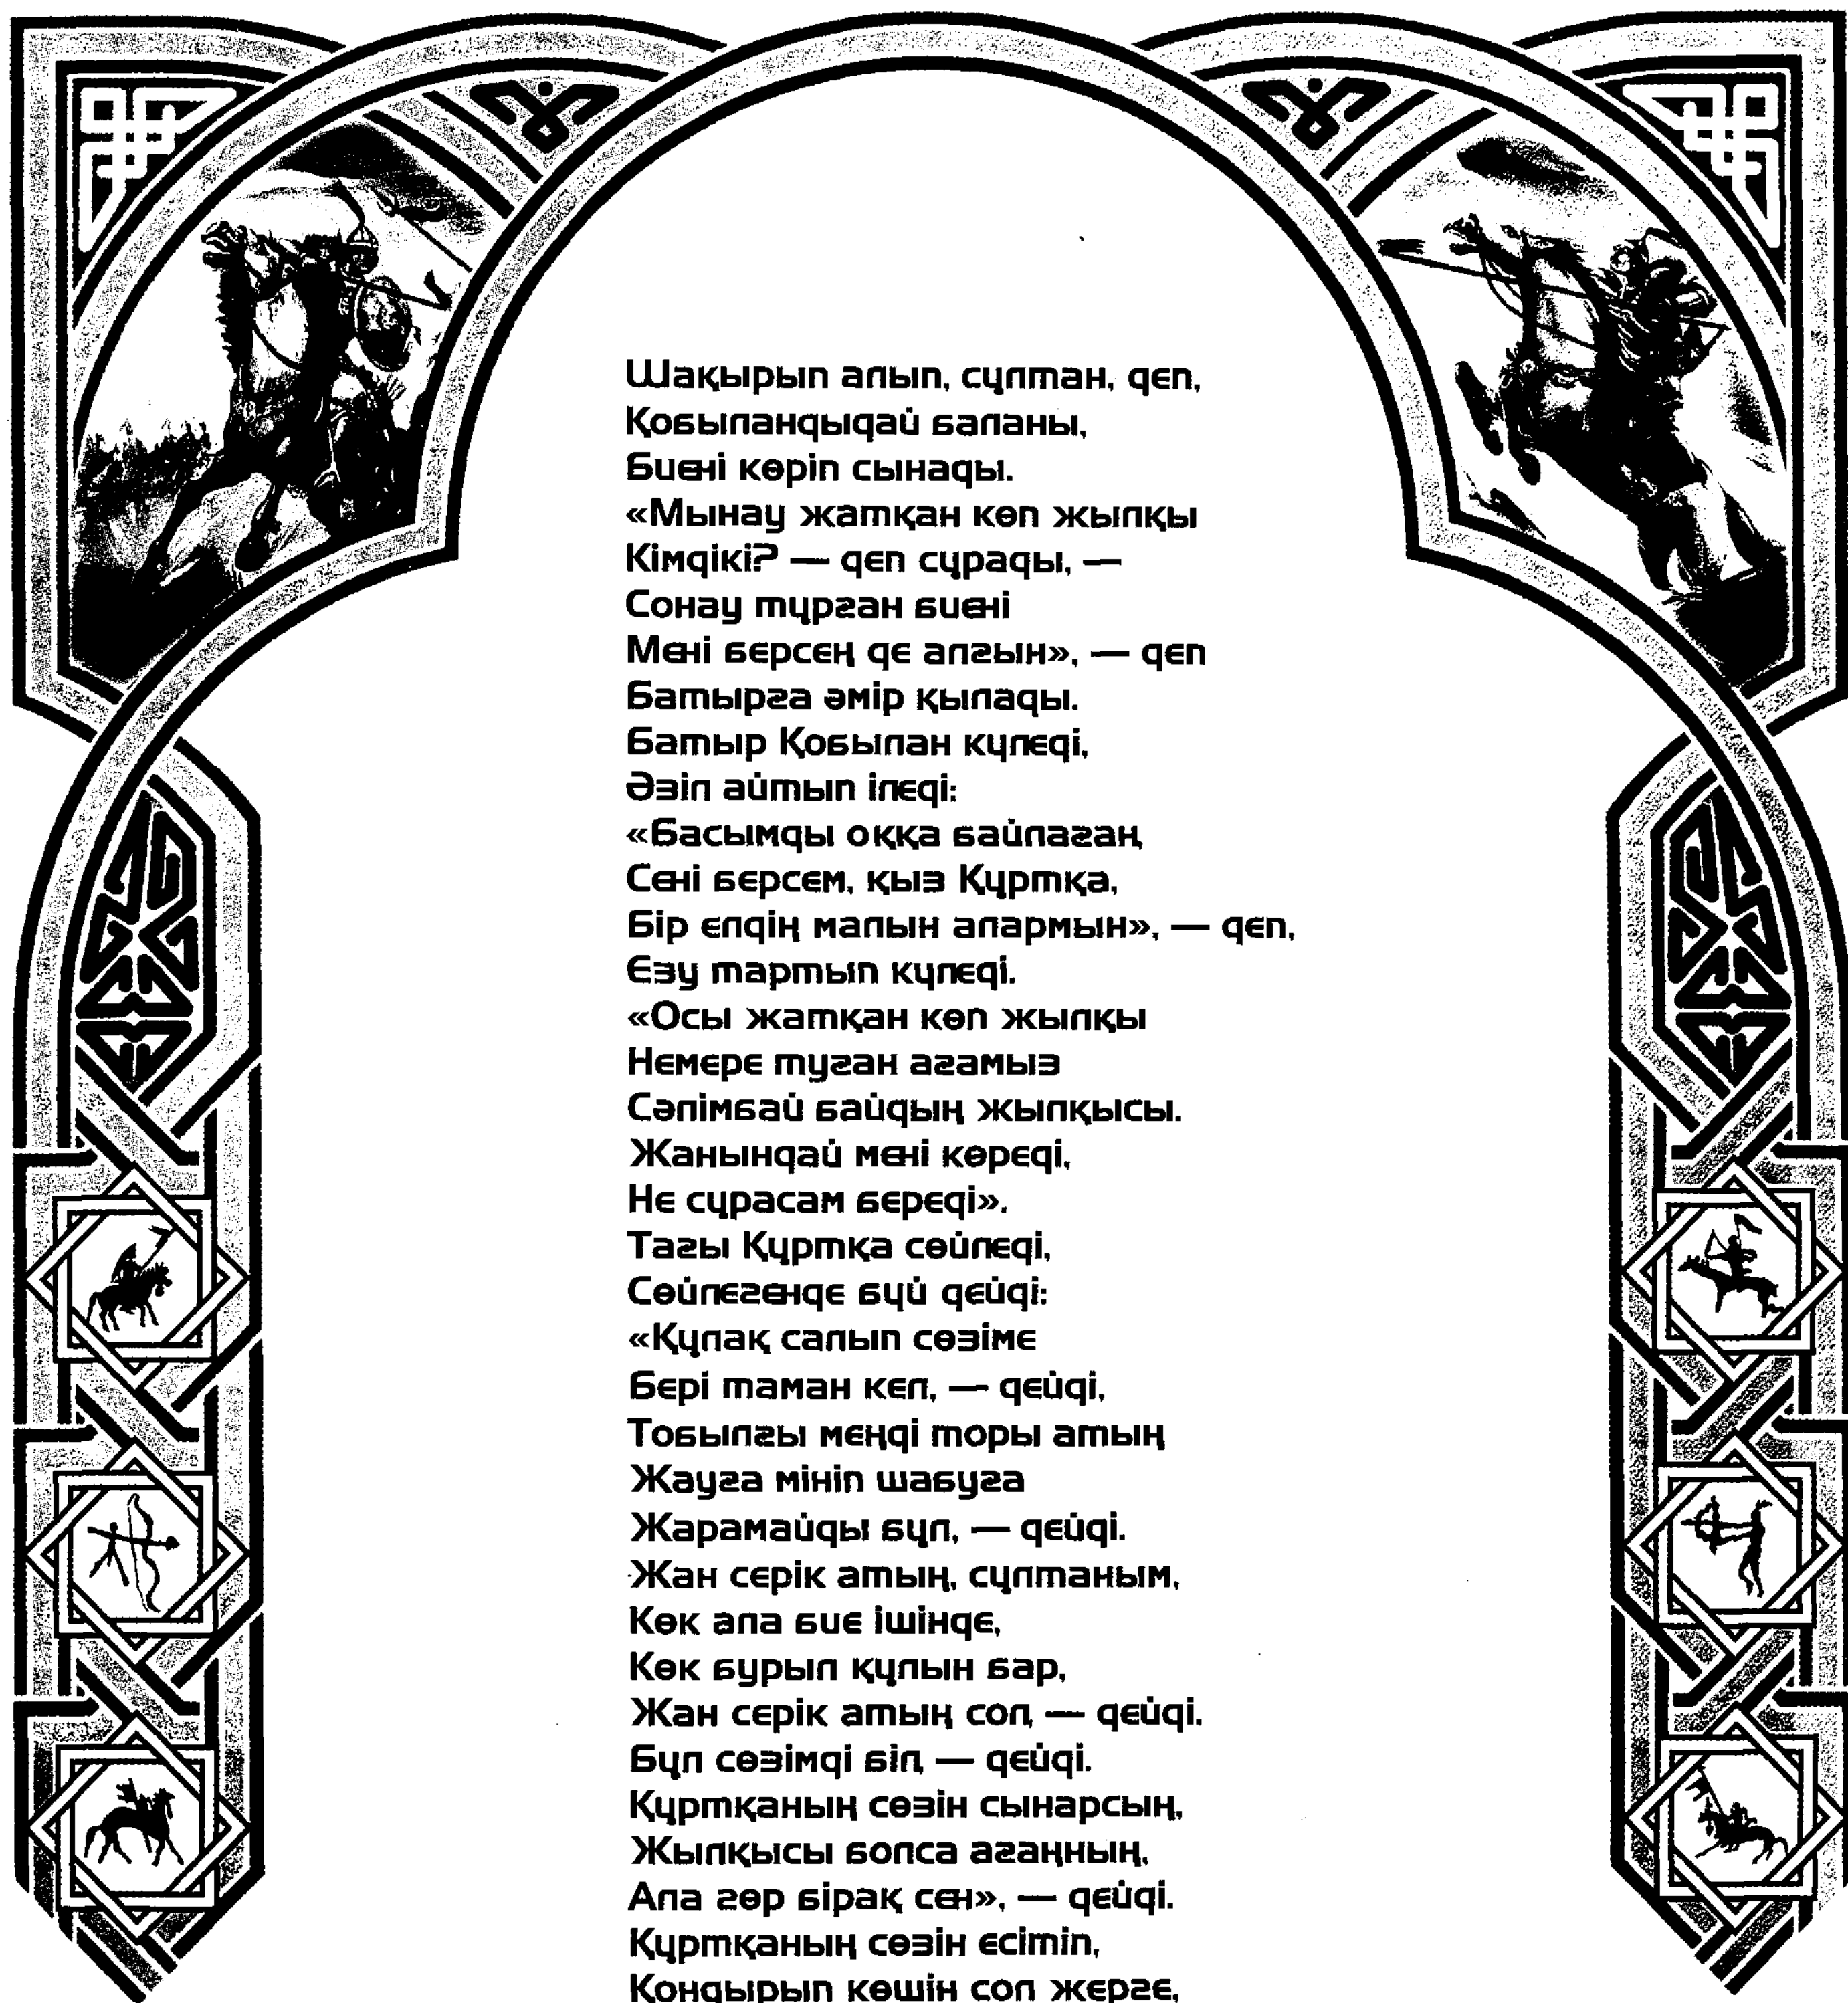 Шақырып алып, сұлтан, деп,
Қобыландыдай баланы,
Биені көріп сынады.
«Мынау жатқан көп жылқы
Кімдікі? — деп сұрады, —
Сонау тұрған биені
Мені берсең де алғын», — деп
Батырға әмір қылады.
Батыр Қобылан күледі,
Әзіл айтып іледі:
«Басымды оққа байлаған,
Сені берсем, қыз Құртқа,
Бір елдің малын алармын», — деп,
Езу тартып күледі.
«Осы жатқан көп жылқы
Немере туған ағамыз
Сәлімбай байдың жылқысы.
Жанындай мені көреді,
Не сұрасам береді».
Тағы Құртқа сөйледі,
Сөйлегенде бүй дейді:
«Құлақ салып сөзіме
Бері таман кел, — дейді,
Тобылғы меңді торы атың
Жауға мініп шабуға
Жарамайды бұл, — дейді.
Жан серік атың, сұлтаным,
Көк ала бие ішінде,
Көк бурыл құлын бар,
Жан серік атың сол, — дейді.
Бұл сөзімді біл, — дейді.
Құртқаның сөзін сынарсың,
Жылқысы болса ағаңның,
Ала гөр бірақ сен», — дейді.
Құртқаның сөзін есітіп,
Қондырып көшін сол жерге,